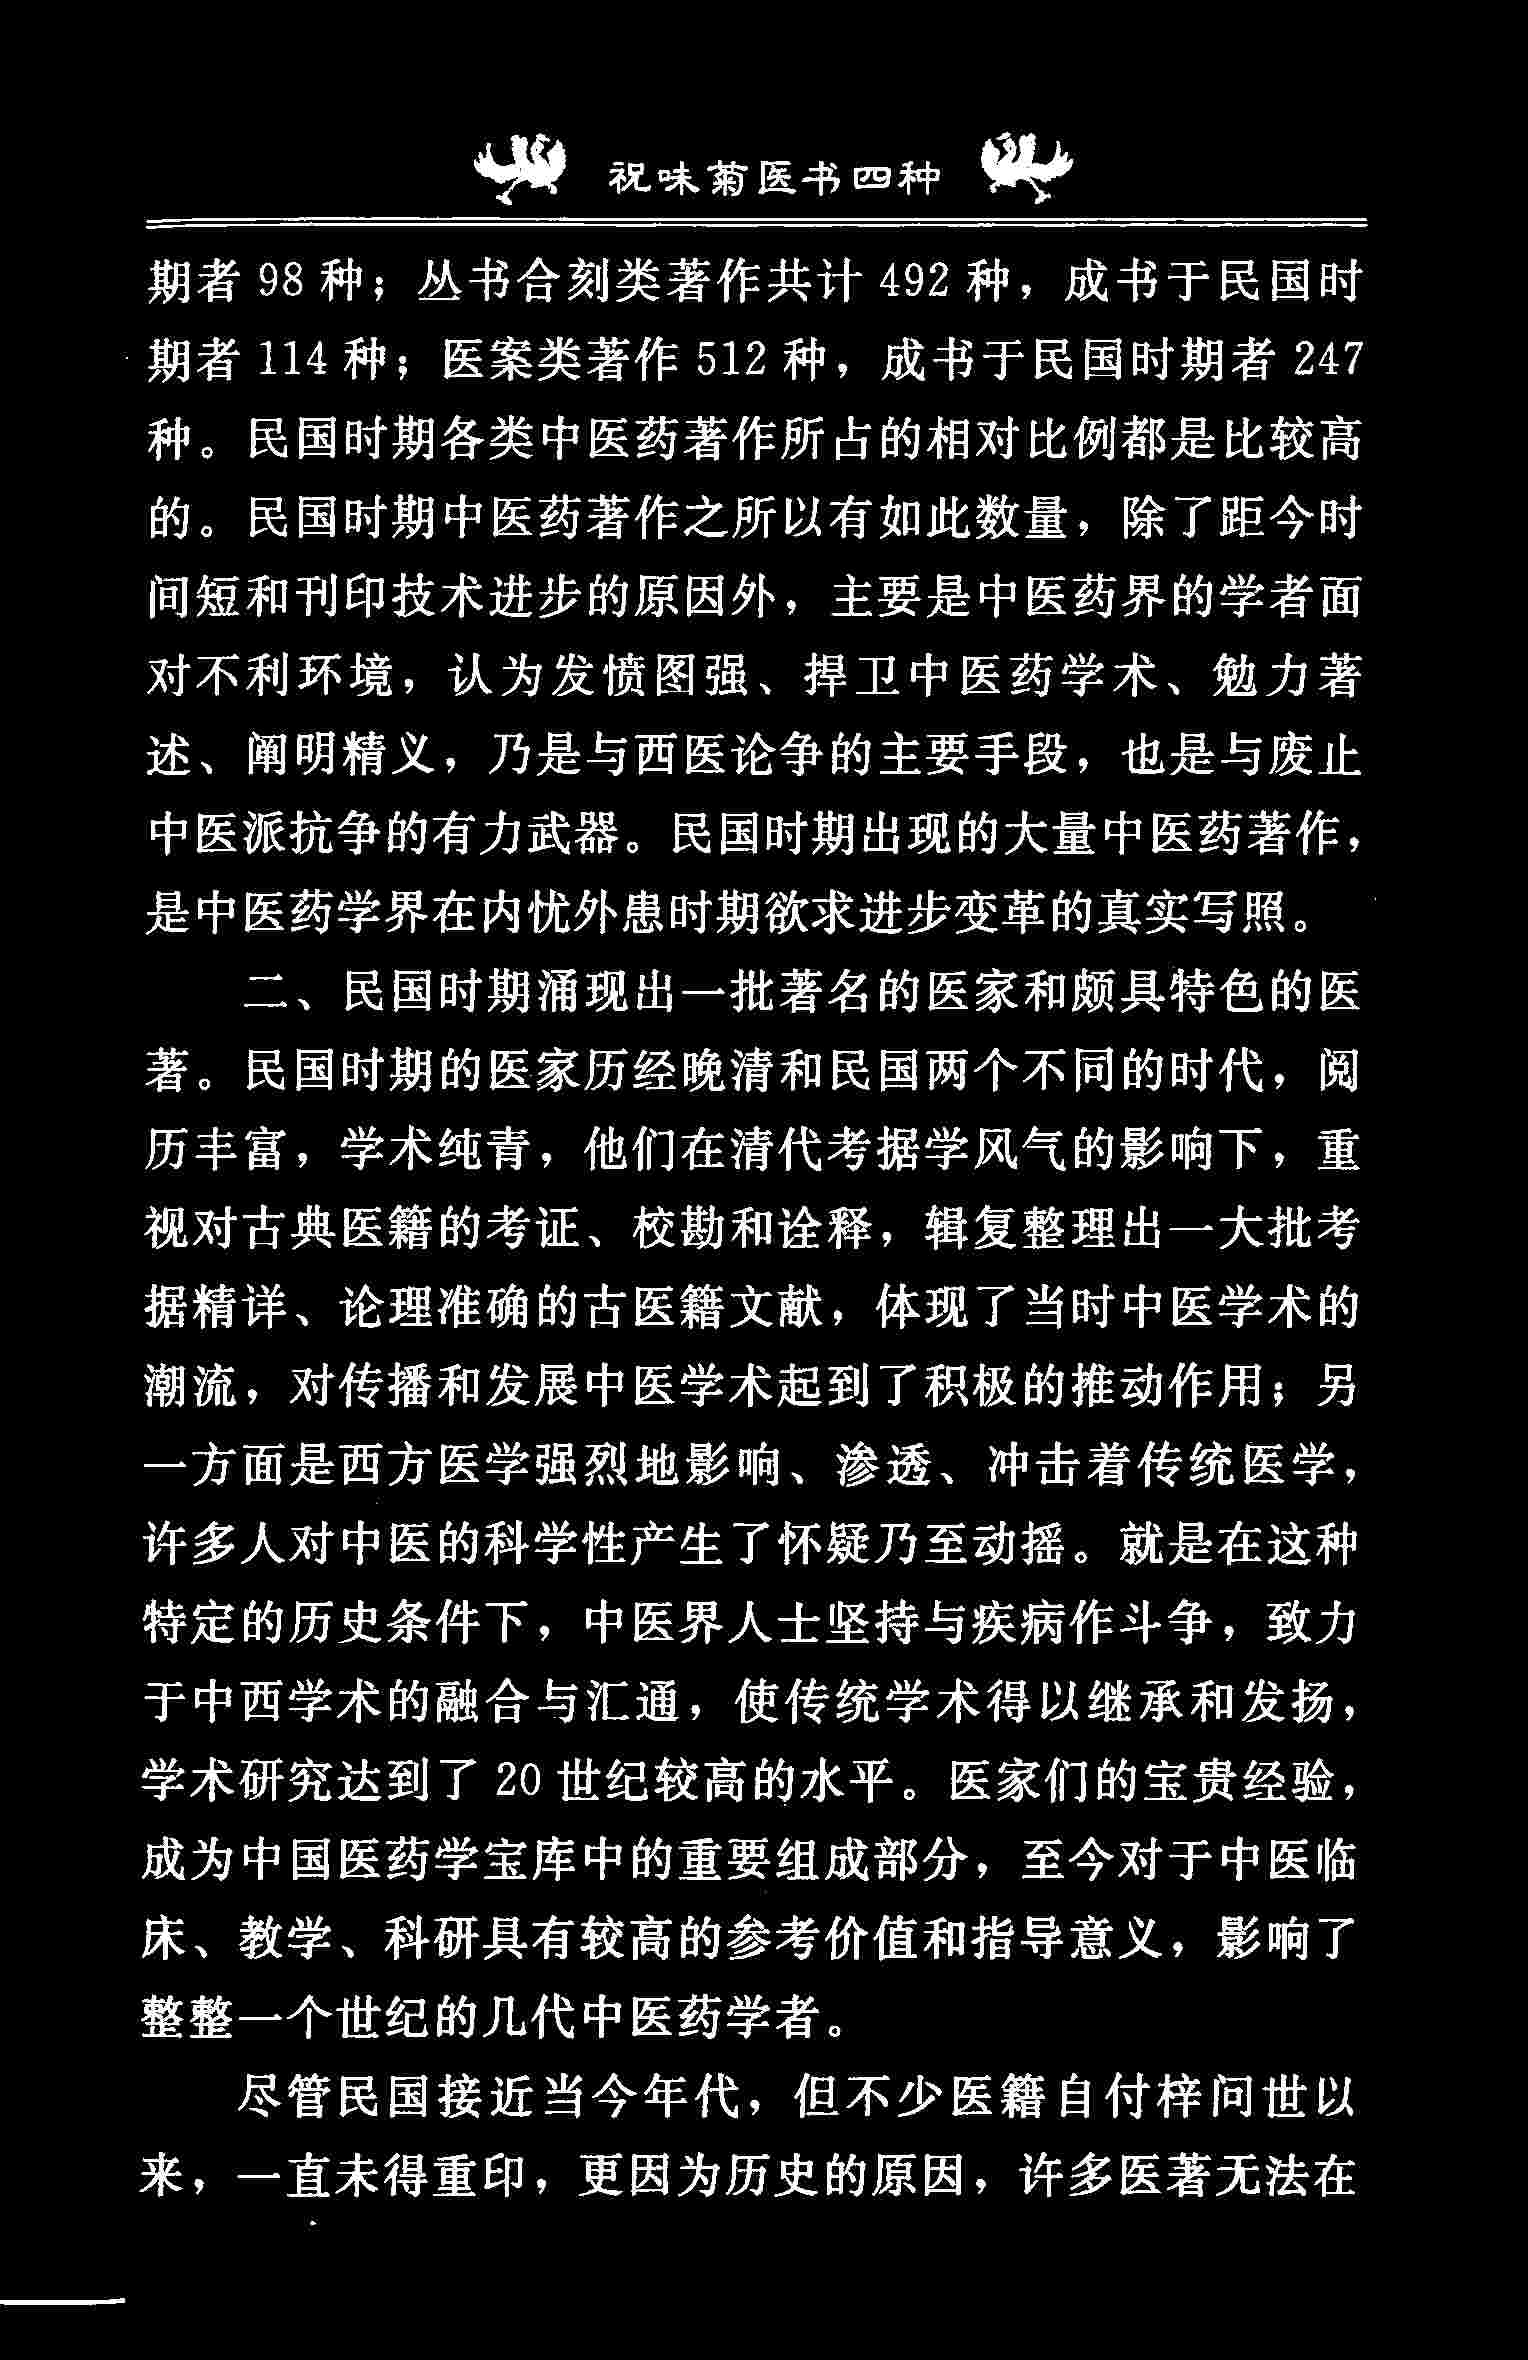 祝味菊医书四种
期者 98 种；丛书合刻类著作共计 492 种，成书于民国时
期者 114 种；医案类著作 512 种，成书于民国时期者 247
种。民国时期各类中医药著作所占的相对比例都是比较高
的。民国时期中医药著作之所以有如此数量，除了距今时
间短和刊印技术进步的原因外，主要是中医药界的学者面
对不利环境，认为发愤图强、捍卫中医药学术、勉力著
述、阐明精义，乃是与西医论争的主要手段，也是与废止
中医派抗争的有力武器。民国时期出现的大量中医药著作，
是中医药学界在内忧外患时期欲求进步变革的真实写照。
二、民国时期涌现出一批著名的医家和颇具特色的医
著。民国时期的医家历经晚清和民国两个不同的时代，阅
历丰富，学术纯青，他们在清代考据学风气的影响下，重
视对古典医籍的考证、校勘和诠释，辑复整理出一大批考
据精详、论理准确的古医籍文献，体现了当时中医学术的
潮流，对传播和发展中医学术起到了积极的推动作用；另
一方面是西方医学强烈地影响、渗透、冲击着传统医学，
许多人对中医的科学性产生了怀疑乃至动摇。就是在这种
特定的历史条件下，中医界人士坚持与疾病作斗争，致力
于中西学术的融合与汇通，使传统学术得以继承和发扬，
学术研究达到了 20 世纪较高的水平。医家们的宝贵经验，
成为中国医药学宝库中的重要组成部分，至今对于中医临
床、教学、科研具有较高的参考价值和指导意义，影响了
整整一个世纪的几代中医药学者。
尽管民国接近当今年代，但不少医籍自付梓问世以
来，一直未得重印，更因为历史的原因，许多医著无法在